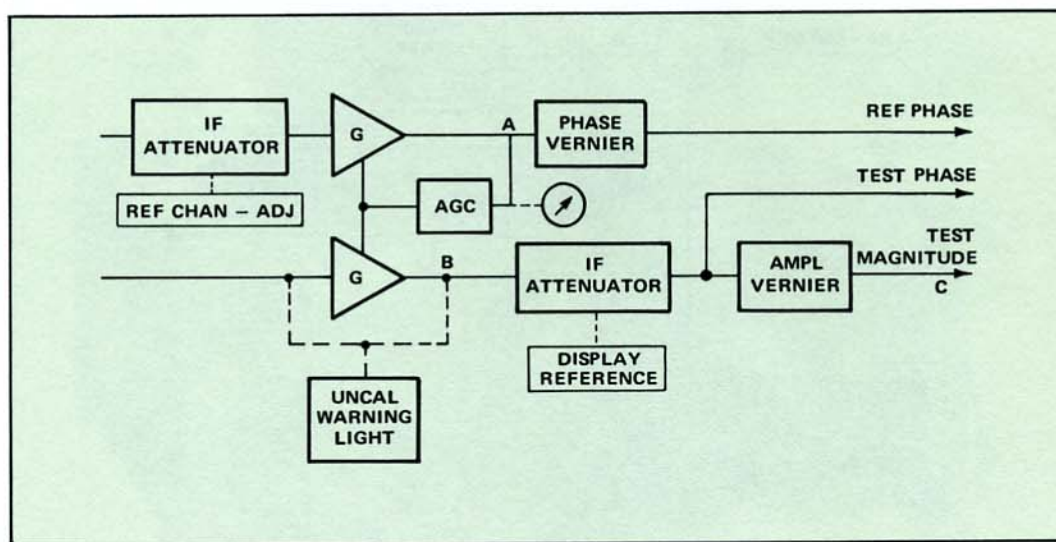 IF
ATTENUATOR
REF CHAN – ADJ
G
A
PHASE
VERNIER
REF PHASE
AGC
TEST PHASE
G
B
IF
ATTENUATOR
DISPLAY
REFERENCE
AMPL
VERNIER
TEST
MAGNITUDE
C
UNCAL
WARNING
LIGHT